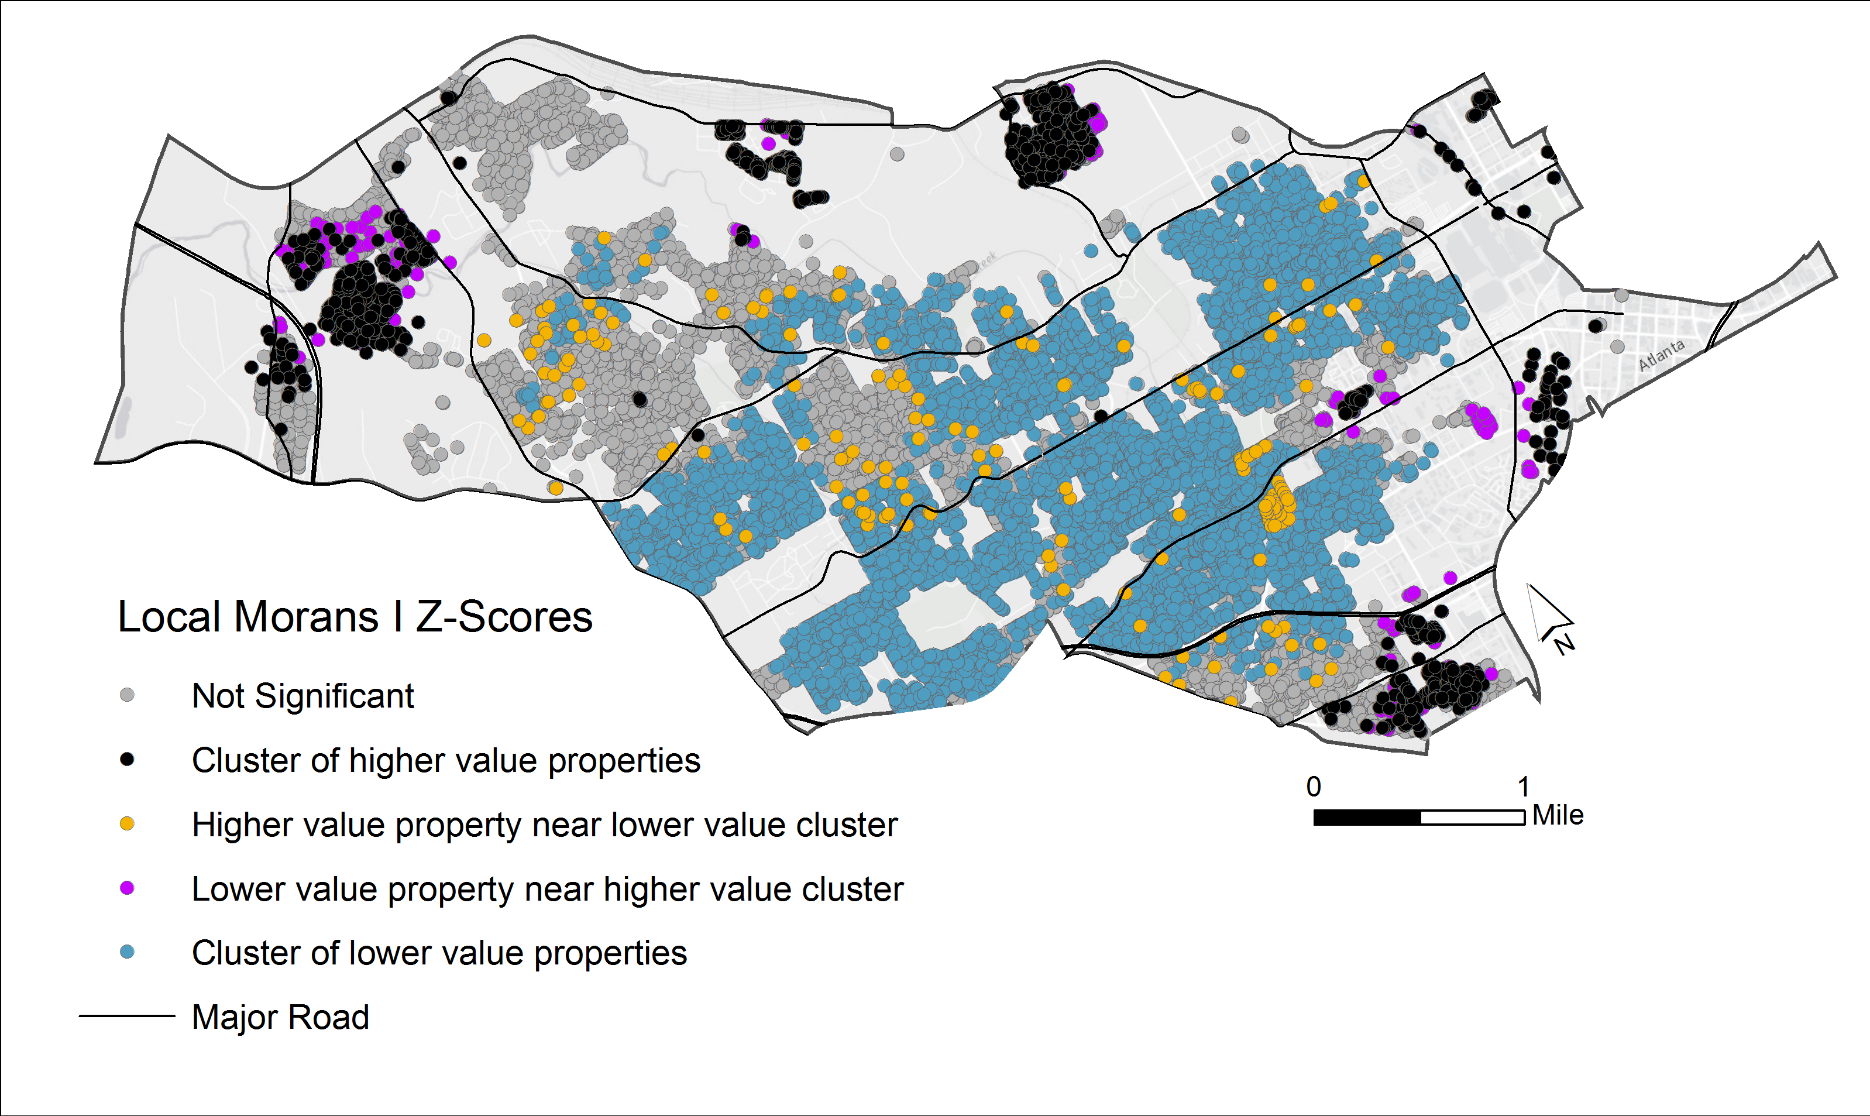 Creek
Atlanta
Local Morans I Z-Scores
Not Significant
Cluster of higher value properties
Higher value property near lower value cluster
Lower value property near higher value cluster
Cluster of lower value properties
Major Road
N
0 1
Mile